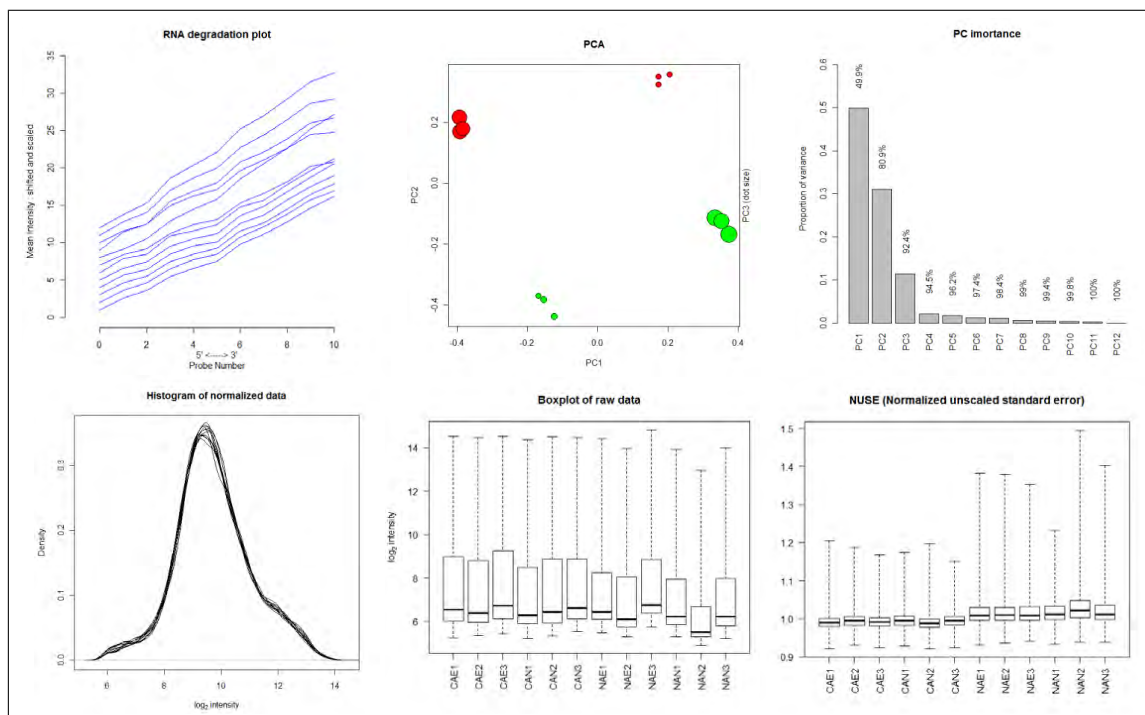 RNA degradation plot
Mean Intensity : shifted and scaled
35
30
25
20
15
10
5
0
0 2 4 6 8 10
5' <-----> 3'
Probe Number
PCA
PC2
0.2
0.0
-0.2
-0.4
-0.4 -0.2 0.0 0.2 0.4
PC1
PC3 (dot size)
PC imortance
Proportion of variance
0.6
0.5
0.4
0.3
0.2
0.1
0.0
49.9% 80.9% 92.4% 94.5% 96.2% 97.4% 98.4% 99% 99.4% 99.8% 100% 100%
PC1 PC2 PC3 PC4 PC5 PC6 PC7 PC8 PC9 PC10 PC11 PC12
Histogram of normalized data
Density
0.3
0.2
0.1
0.0
6 8 10 12 14
log2 intensity
Boxplot of raw data
log2 intensity
14
12
10
8
6
CAE1 CAE2 CAE3 CAN1 CAN2 CAN3 NAE1 NAE2 NAE3 NAN1 NAN2 NAN3
NUSE (Normalized unscaled standard error)
1.5
1.4
1.3
1.2
1.1
1.0
0.9
CAE1 CAE2 CAE3 CAN1 CAN2 CAN3 NAE1 NAE2 NAE3 NAN1 NAN2 NAN3